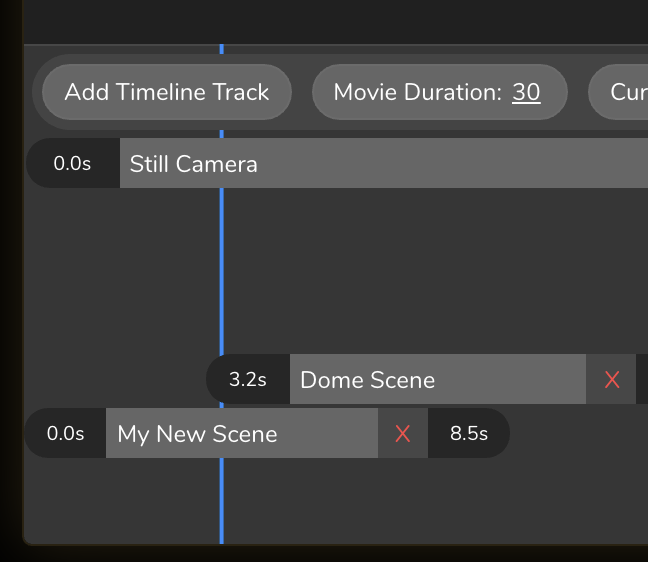 Add Timeline Track Movie Duration: 30 Cur
0.0s Still Camera
3.2s Dome Scene X
0.0s My New Scene X 8.5s